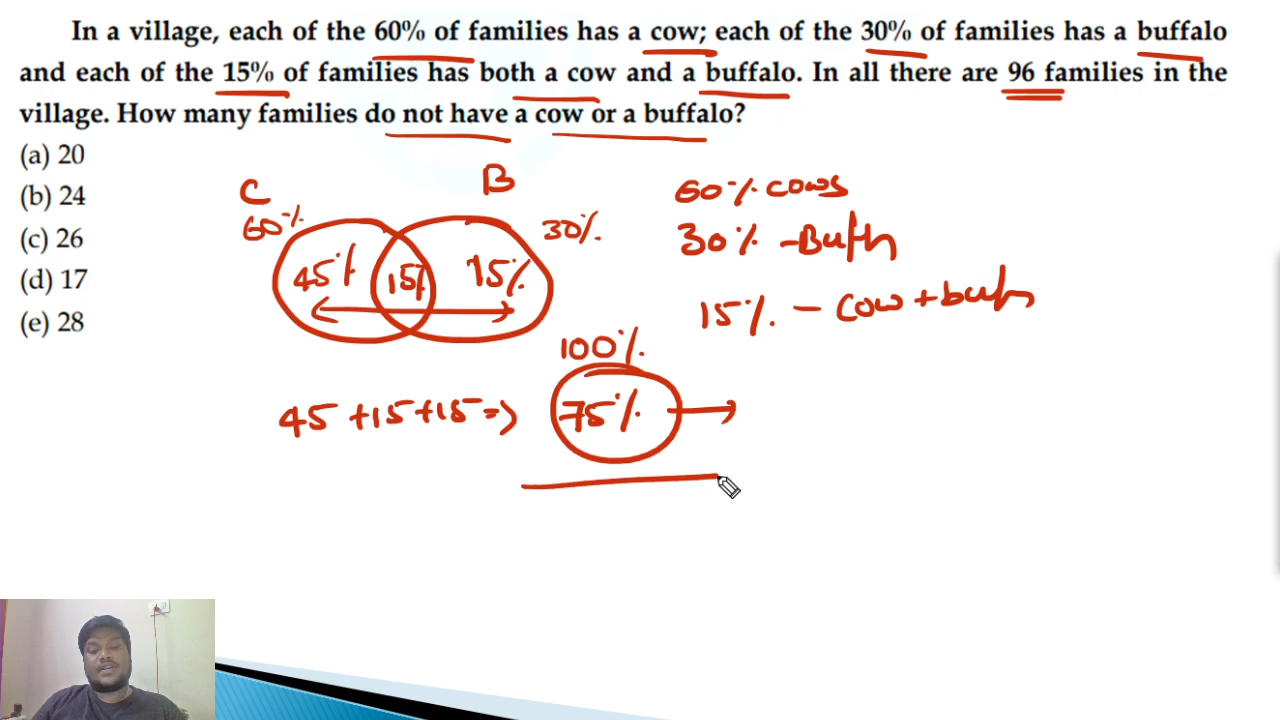 In a village, each of the 60% of families has a cow; each of the 30% of families has a buffalo
and each of the 15% of families has both a cow and a buffalo. In all there are 96 families in the
village. How many families do not have a cow or a buffalo?
(a) 20
(b) 24
(c) 26
(d) 17
(e) 28
C
B
60% cows
60%
30%
30% - Buff
45%
15%
15%
15% - cow + buff
100%
45 + 15 + 15 => 75% →